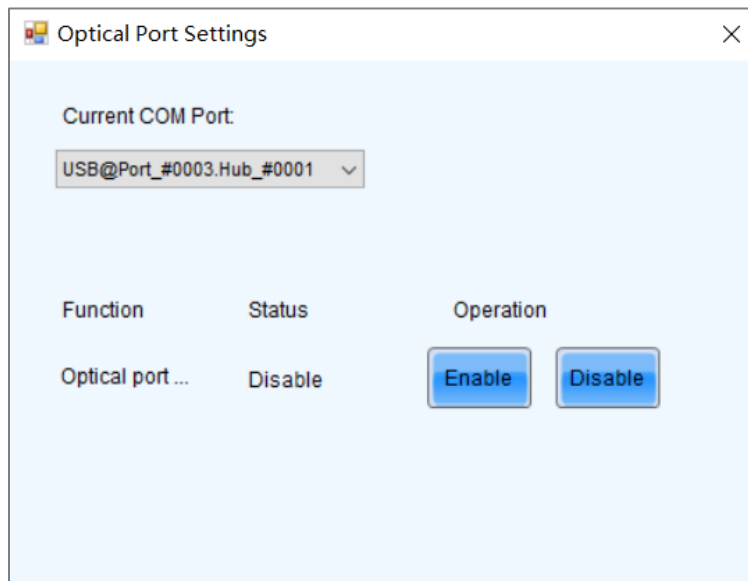 Optical Port Settings
Current COM Port:
USB@Port_#0003.Hub_#0001
Function Status Operation
Optical port ... Disable Enable Disable